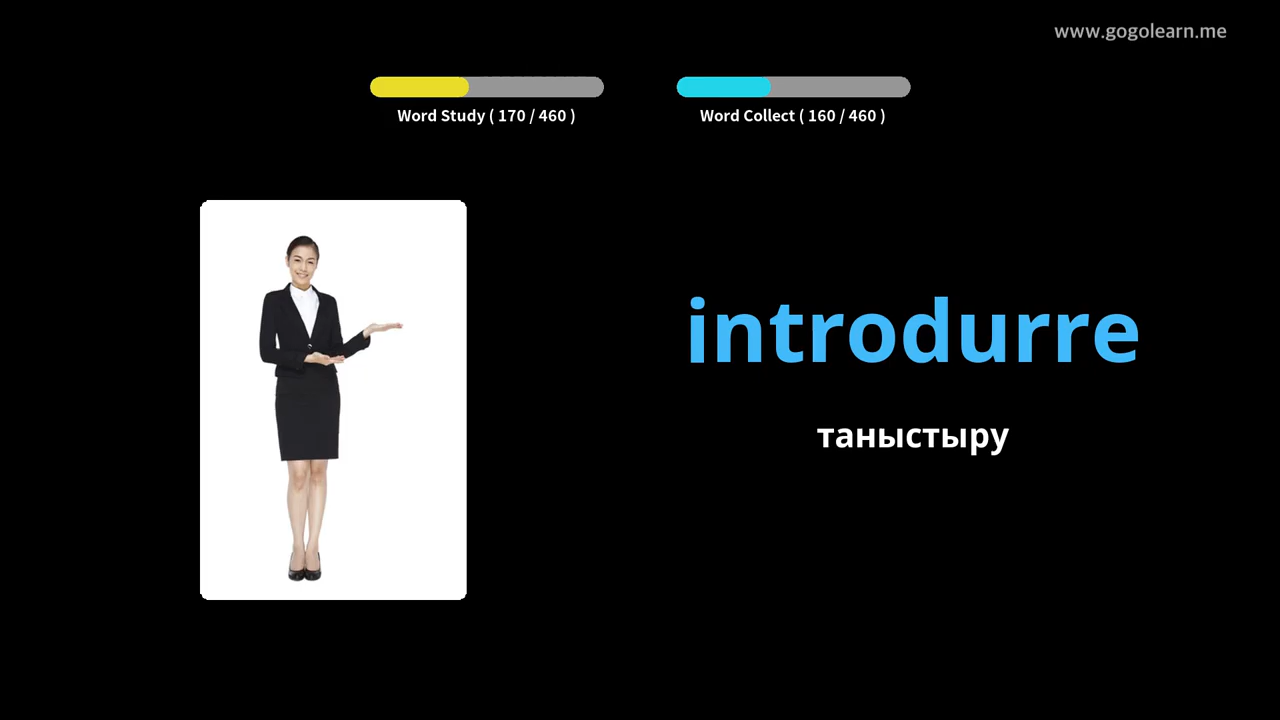 www.gogolearn.me
Word Study ( 170 / 460 )
Word Collect ( 160 / 460 )
introdurre
таныстыру